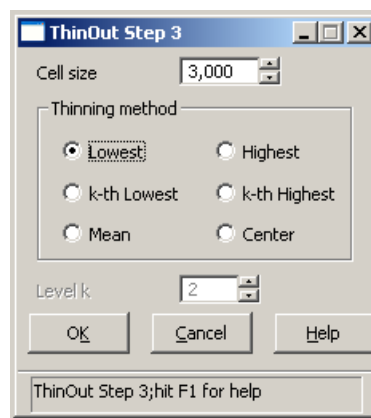 ThinOut Step 3
Cell size 3,000
Thinning method
Lowest Highest
k-th Lowest k-th Highest
Mean Center
Level k 2
OK Cancel Help
ThinOut Step 3;hit F1 for help